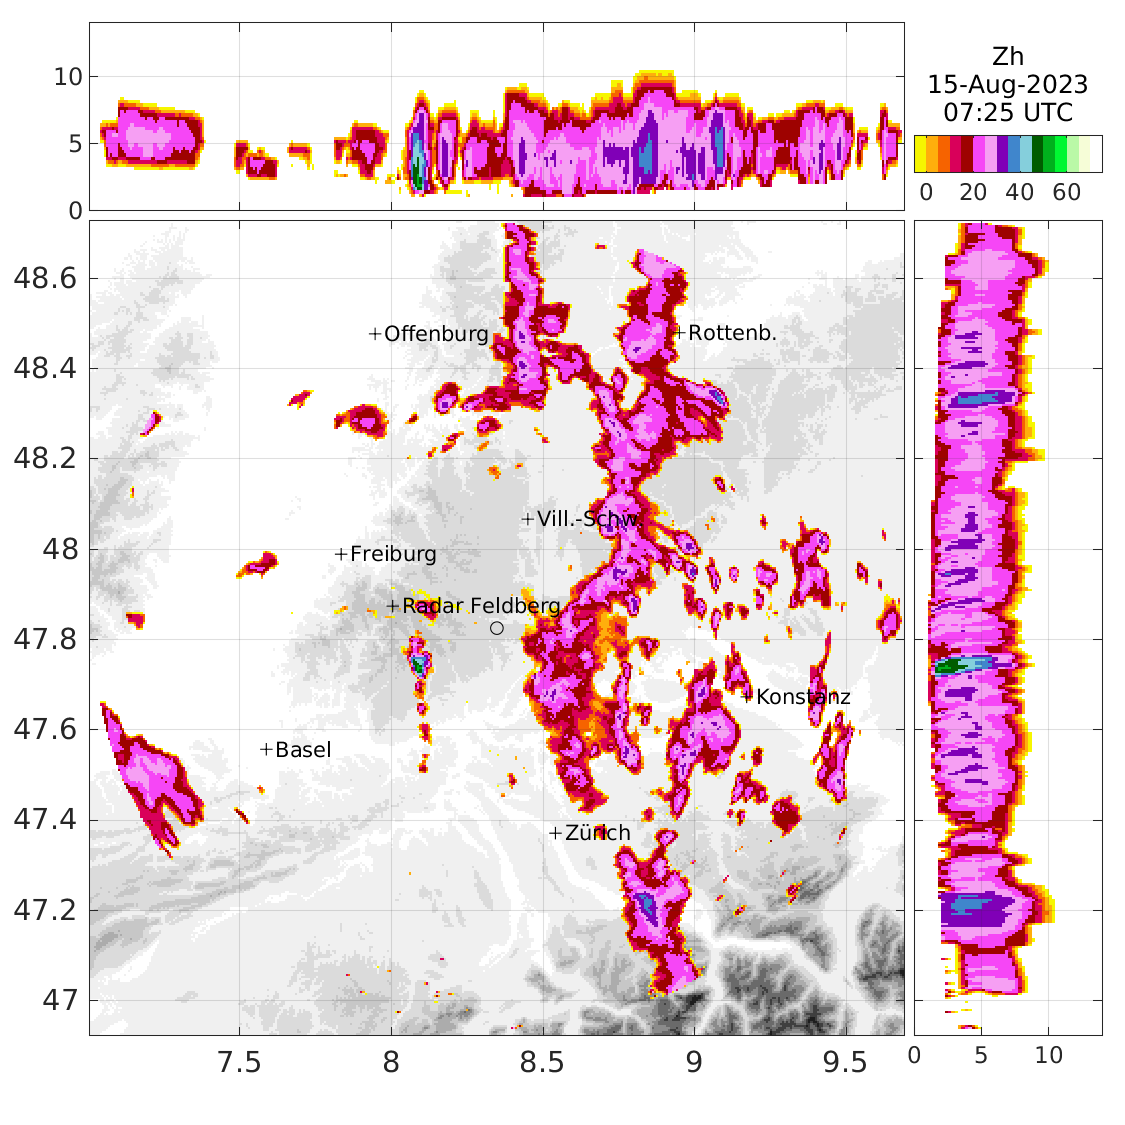 10
5
0
Zh
15-Aug-2023
07:25 UTC
0 20 40 60
48.6
48.4
48.2
48
47.8
47.6
47.4
47.2
47
+Offenburg
+Rottenb.
+Vill.-Schw.
+Freiburg
+Radar Feldberg
+Konstanz
+Basel
+Zürich
7.5 8 8.5 9 9.5
0 5 10